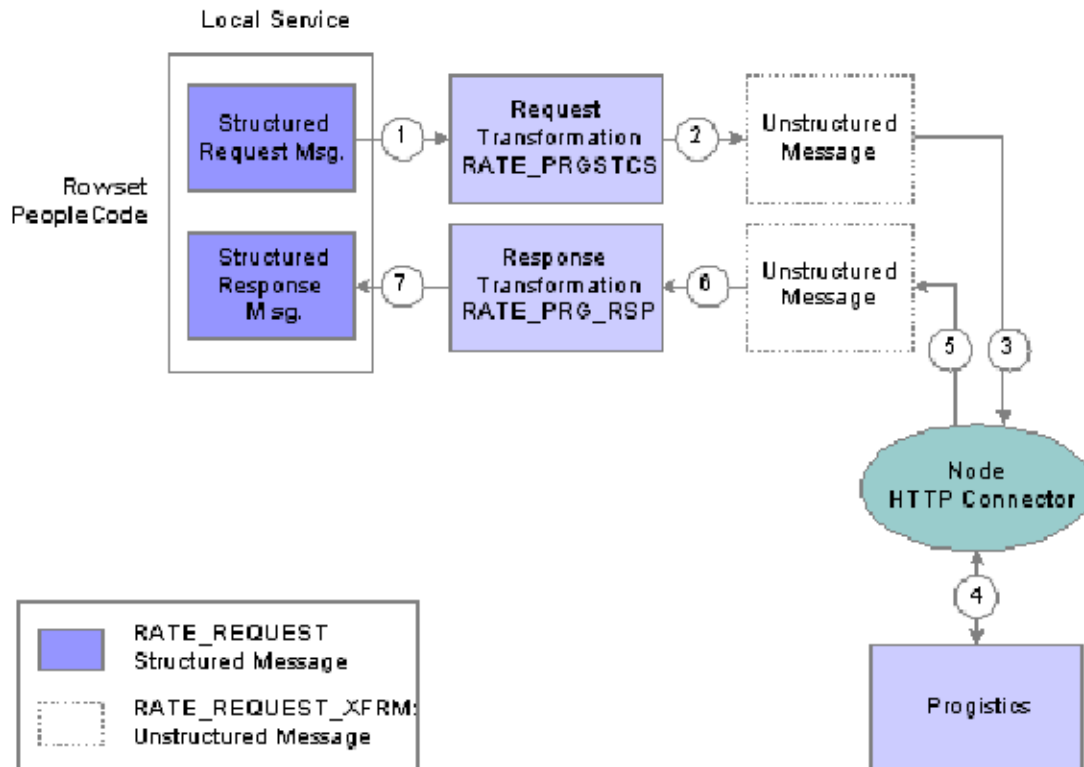 Local Service
Structured
Request Msg.
1
Request
Transformation
RATE_PRGSTCS
2
Unstructured
Message
Rowset
PeopleCode
Structured
Response
Msg.
7
Response
Transformation
RATE_PRG_RSP
6
Unstructured
Message
5
3
Node
HTTP Connector
4
Progistics
RATE_REQUEST
Structured Message
RATE_REQUEST_XFRM:
Unstructured Message